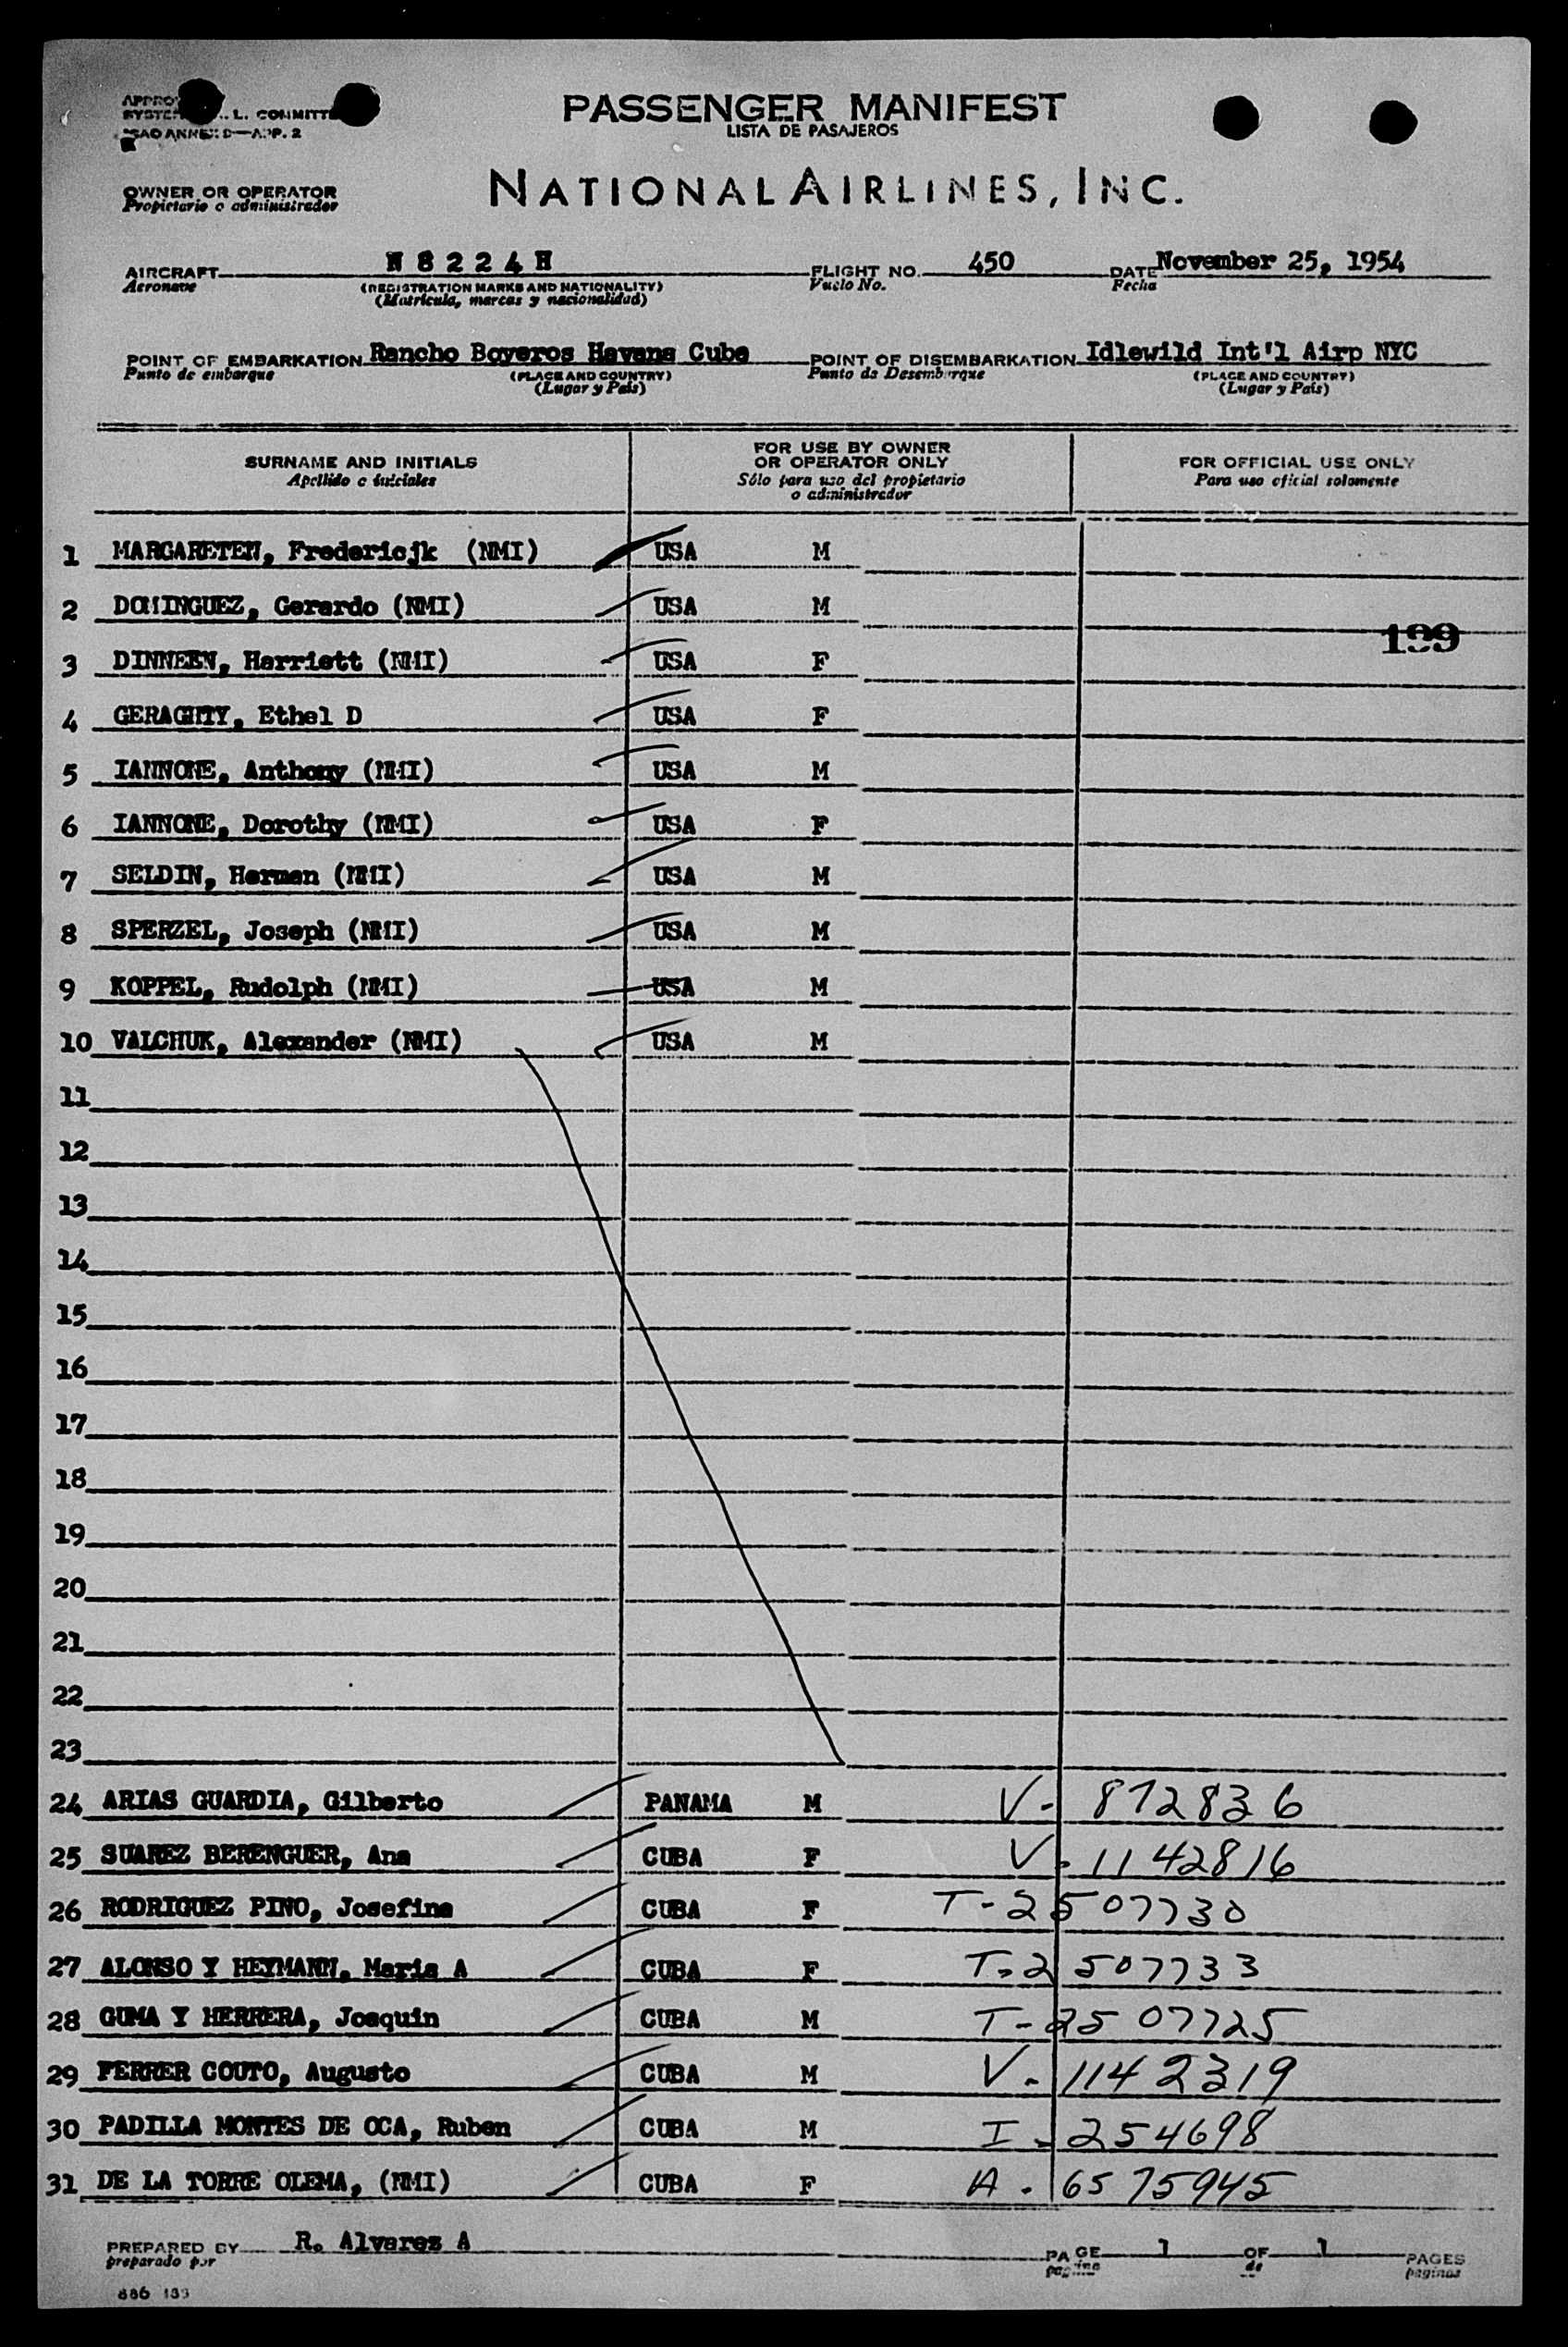 PASSENGER MANIFEST
LISTA DE PASAJEROS
L. COMMITT
ANNEX D—APP. 2
OWNER OR OPERATOR
Propietario o administrador
NATIONAL AIRLINES, INC.
AIRCRAFT N 8 2 2 4 H FLIGHT NO. 450 DATE November 25, 1954
Aeronave (REGISTRATION MARKS AND NATIONALITY) Vuelo No. Fecha
(Matrícula, marcas y nacionalidad)
POINT OF EMBARKATION Rancho Boyeros Havana Cuba POINT OF DISEMBARKATION Idlewild Int'l Airp NYC
Punto de embarque (PLACE AND COUNTRY) Punto de Desembarque (PLACE AND COUNTRY)
(Lugar y País) (Lugar y País)
SURNAME AND INITIALS FOR USE BY OWNER OR OPERATOR ONLY FOR OFFICIAL USE ONLY
Apellido e iniciales Sólo para uso del propietario o administrador Para uso oficial solamente
1 MARGARETEN, Fredericjk (NMI) USA M
2 DOMINGUEZ, Gerardo (NMI) USA M
199
3 DINNEEN, Harriett (NMI) USA F
4 GERAGHTY, Ethel D USA F
5 IANNONE, Anthony (NMI) USA M
6 IANNONE, Dorothy (NMI) USA F
7 SELDIN, Herman (NMI) USA M
8 SPERZEL, Joseph (NMI) USA M
9 KOPPEL, Rudolph (NMI) USA M
10 VALCHUK, Alexander (NMI) USA M
11
12
13
14
15
16
17
18
19
20
21
22
23
24 ARIAS GUARDIA, Gilberto PANAMA M V- 872836
25 SUAREZ BERENGUER, Ana CUBA F V- 1142816
26 RODRIGUEZ PINO, Josefina CUBA F T-2507730
27 ALONSO Y HEYMANN, Maria A CUBA F T-2507733
28 GUMA Y HERRERA, Joaquin CUBA M T-2507725
29 FERRER COUTO, Augusto CUBA M V-1142319
30 PADILLA MONTES DE OCA, Ruben CUBA M I-254698
31 DE LA TORRE OLEMA, (NMI) CUBA F A-6575945
PREPARED BY R. Alvarez A PAGE 1 OF 1 PAGES
preparado por pagina de paginas
886 133